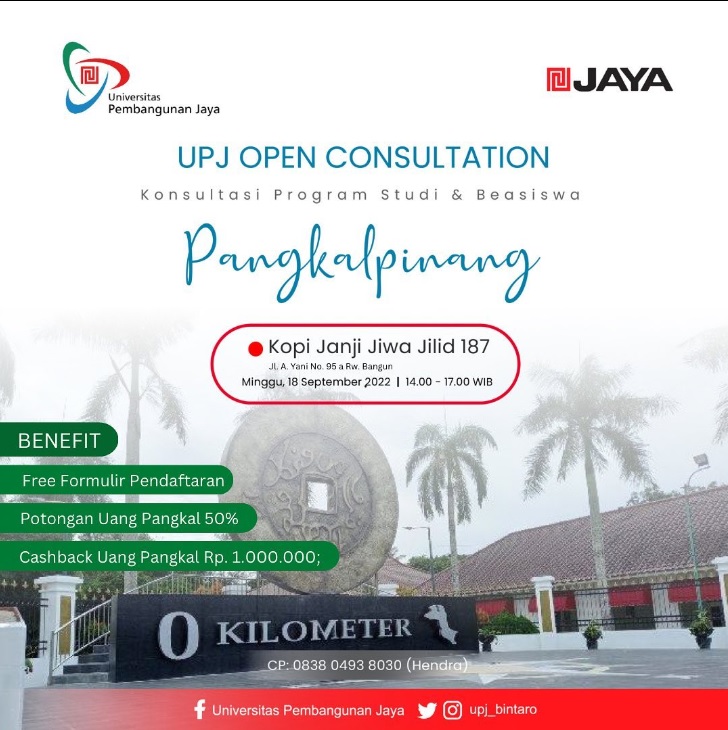 Universitas
Pembangunan Jaya
JAYA
UPJ OPEN CONSULTATION
Konsultasi Program Studi & Beasiswa
Pangkalpinang
Kopi Janji Jiwa Jilid 187
Jl. A. Yani No. 95 a Rw. Bangun
Minggu, 18 September 2022 | 14.00 - 17.00 WIB
BENEFIT
Free Formulir Pendaftaran
Potongan Uang Pangkal 50%
Cashback Uang Pangkal Rp. 1.000.000;
0 KILOMETER
CP: 0838 0493 8030 (Hendra)
Universitas Pembangunan Jaya upj_bintaro